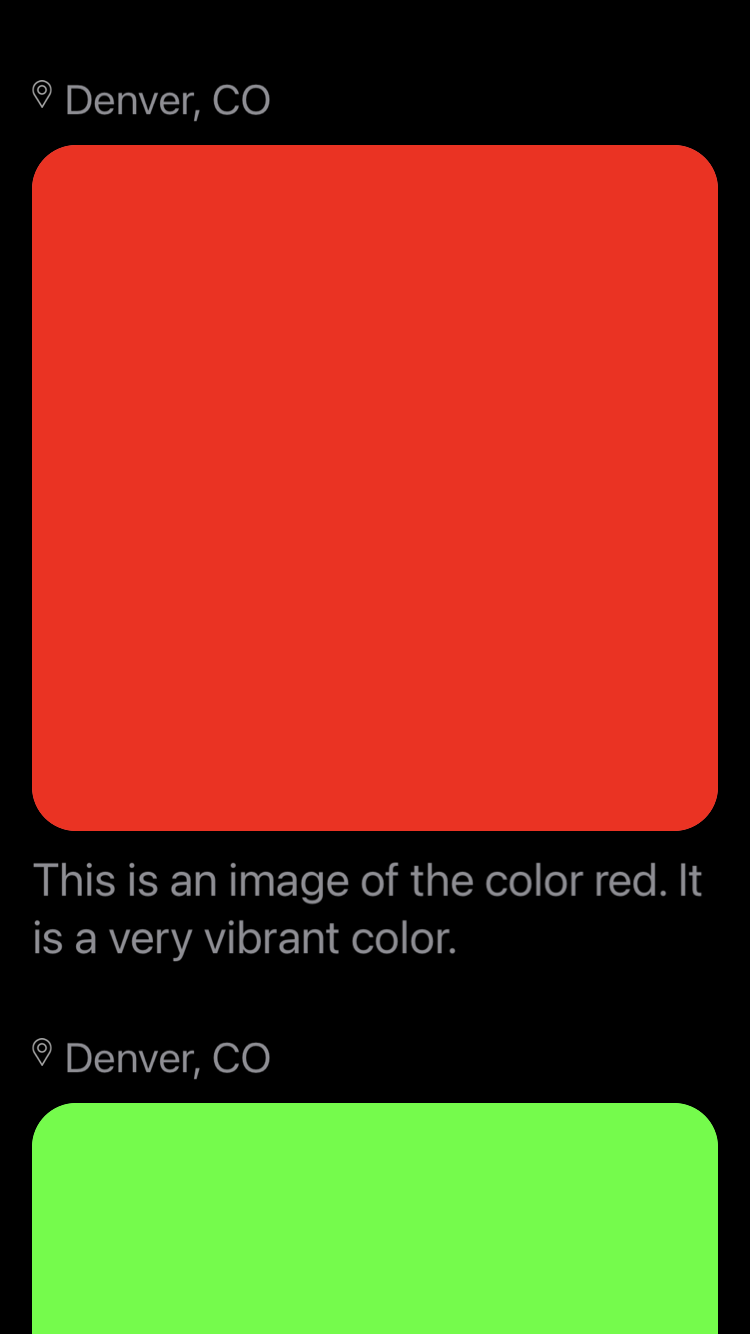 Denver, CO
This is an image of the color red. It
is a very vibrant color.
Denver, CO